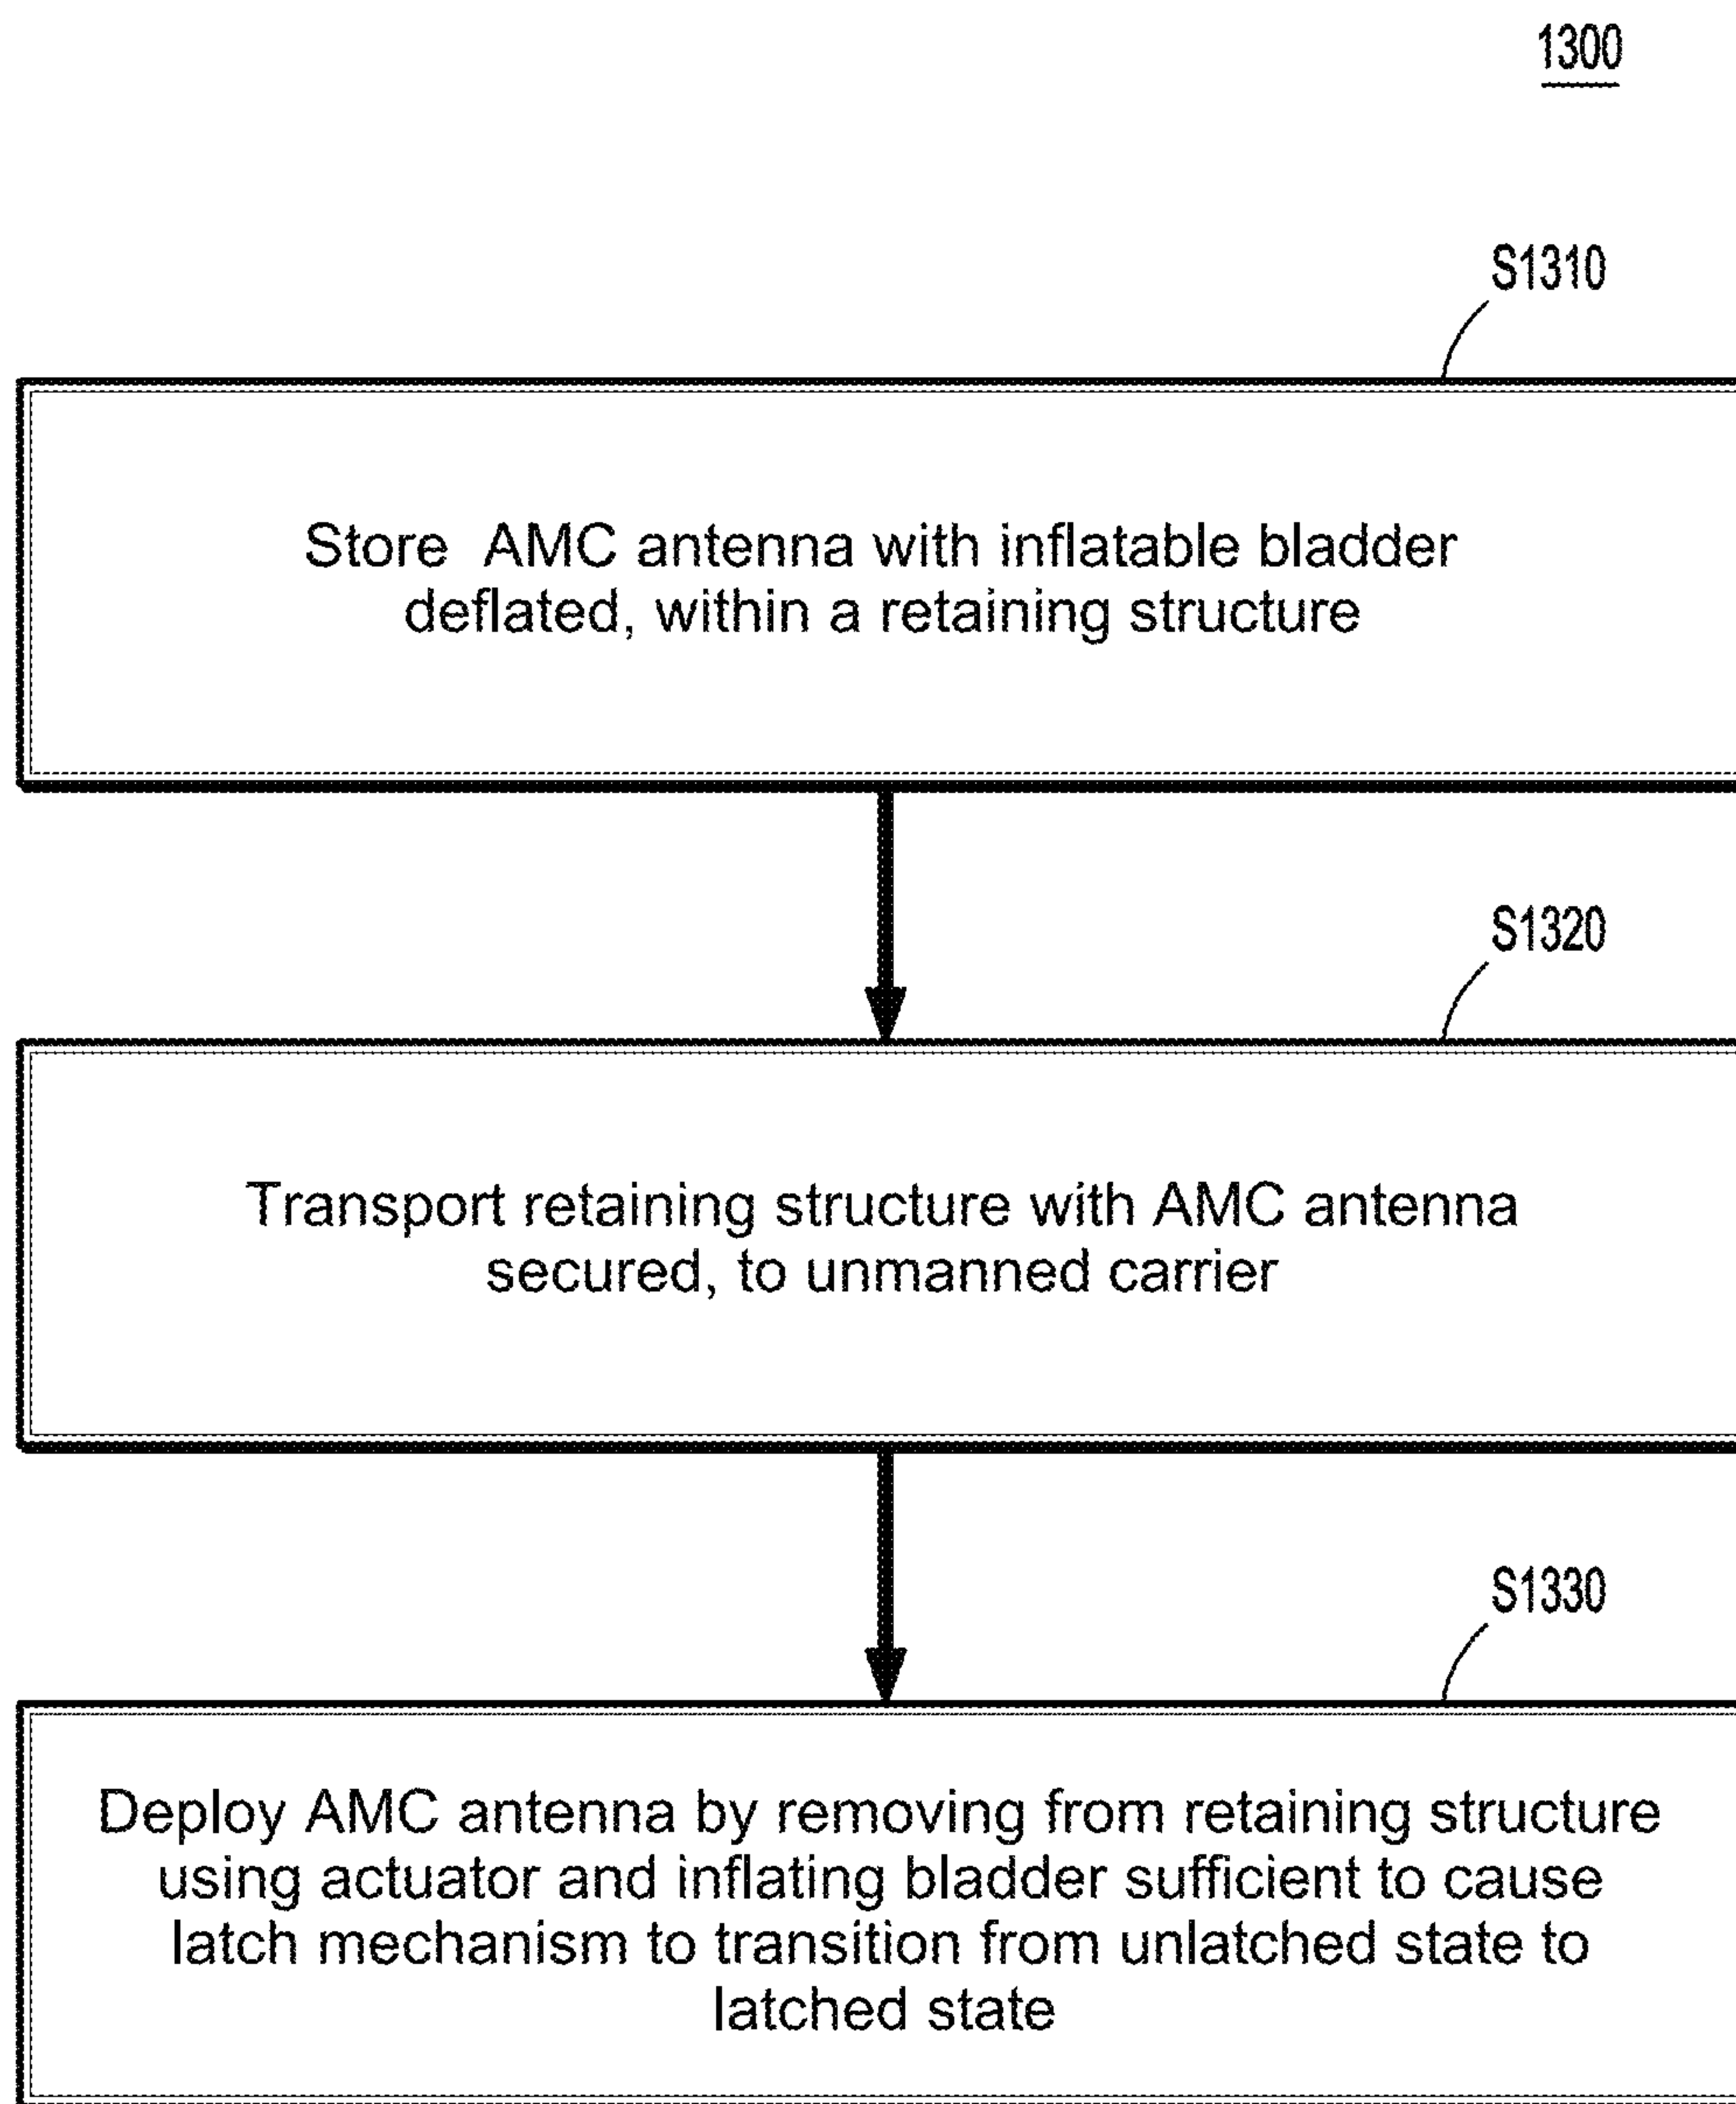 1300
S1310
Store AMC antenna with inflatable bladder
deflated, within a retaining structure
S1320
Transport retaining structure with AMC antenna
secured, to unmanned carrier
S1330
Deploy AMC antenna by removing from retaining structure
using actuator and inflating bladder sufficient to cause
latch mechanism to transition from unlatched state to
latched state